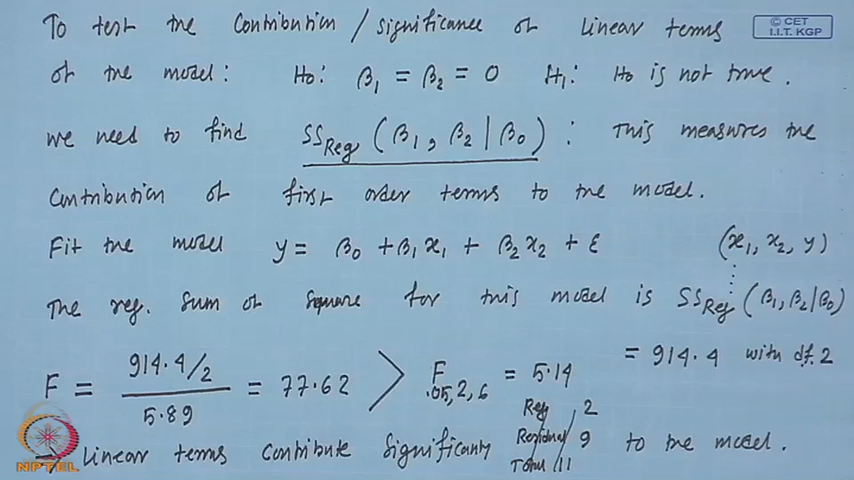 To test the Contribution / significance of linear terms
© CET
I.I.T. KGP
of the model : H₀: β₁ = β₂ = 0 H₁: H₀ is not true.
we need to find SS_Reg (β₁, β₂ | β₀) : This measures the
Contribution of first order terms to the model.
Fit the model y = β₀ + β₁x₁ + β₂x₂ + ε (x₁, x₂, y)
The reg. Sum of Square for this model is SS_Reg (β₁, β₂ | β₀)
= 914.4 with df. 2
F = (914.4/2) / 5.89 = 77.62 > F_.05,2,6 = 5.14
Reg 2
Residual 9
Total 11
Linear terms contribute significantly to the model.
NPTEL